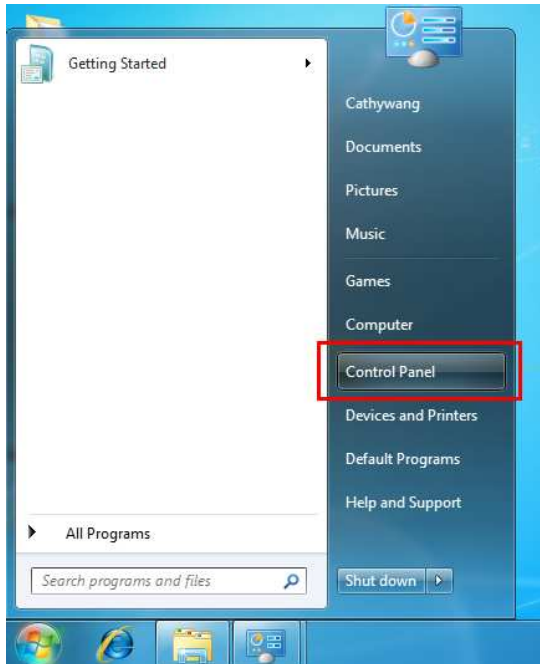 Getting Started
Cathywang
Documents
Pictures
Music
Games
Computer
Control Panel
Devices and Printers
Default Programs
Help and Support
All Programs
Search programs and files
Shut down